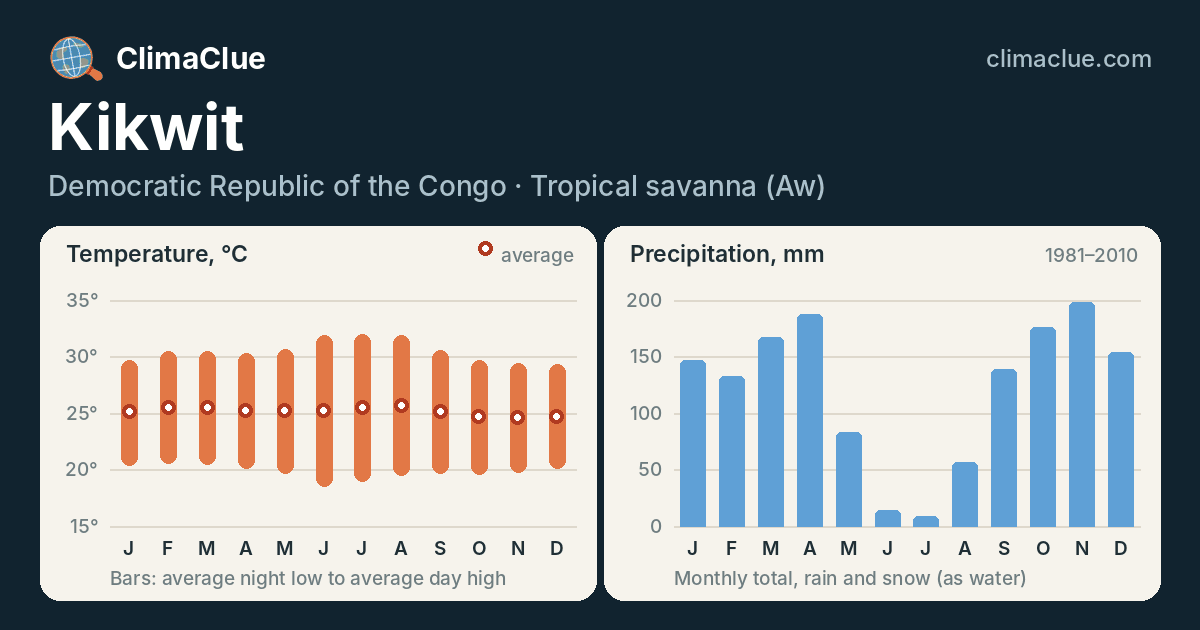 ClimaClue
climaclue.com
Kikwit
Democratic Republic of the Congo · Tropical savanna (Aw)
Temperature, °C
average
35°
30°
25°
20°
15°
J F M A M J J A S O N D
Bars: average night low to average day high
Precipitation, mm
1981–2010
200
150
100
50
0
J F M A M J J A S O N D
Monthly total, rain and snow (as water)